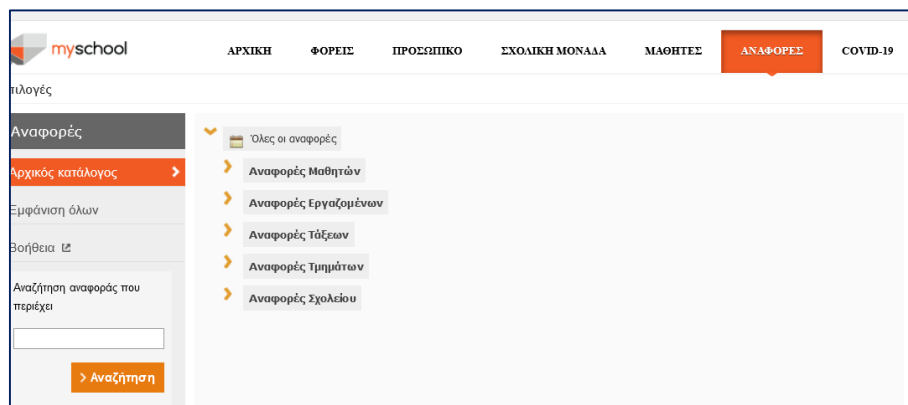 myschool
ΑΡΧΙΚΗ ΦΟΡΕΙΣ ΠΡΟΣΩΠΙΚΟ ΣΧΟΛΙΚΗ ΜΟΝΑΔΑ ΜΑΘΗΤΕΣ ΑΝΑΦΟΡΕΣ COVID-19
πιλογές
Αναφορές
Αρχικός κατάλογος
Εμφάνιση όλων
Βοήθεια
Αναζήτηση αναφοράς που
περιέχει
Αναζήτηση
Όλες οι αναφορές
Αναφορές Μαθητών
Αναφορές Εργαζομένων
Αναφορές Τάξεων
Αναφορές Τμημάτων
Αναφορές Σχολείου